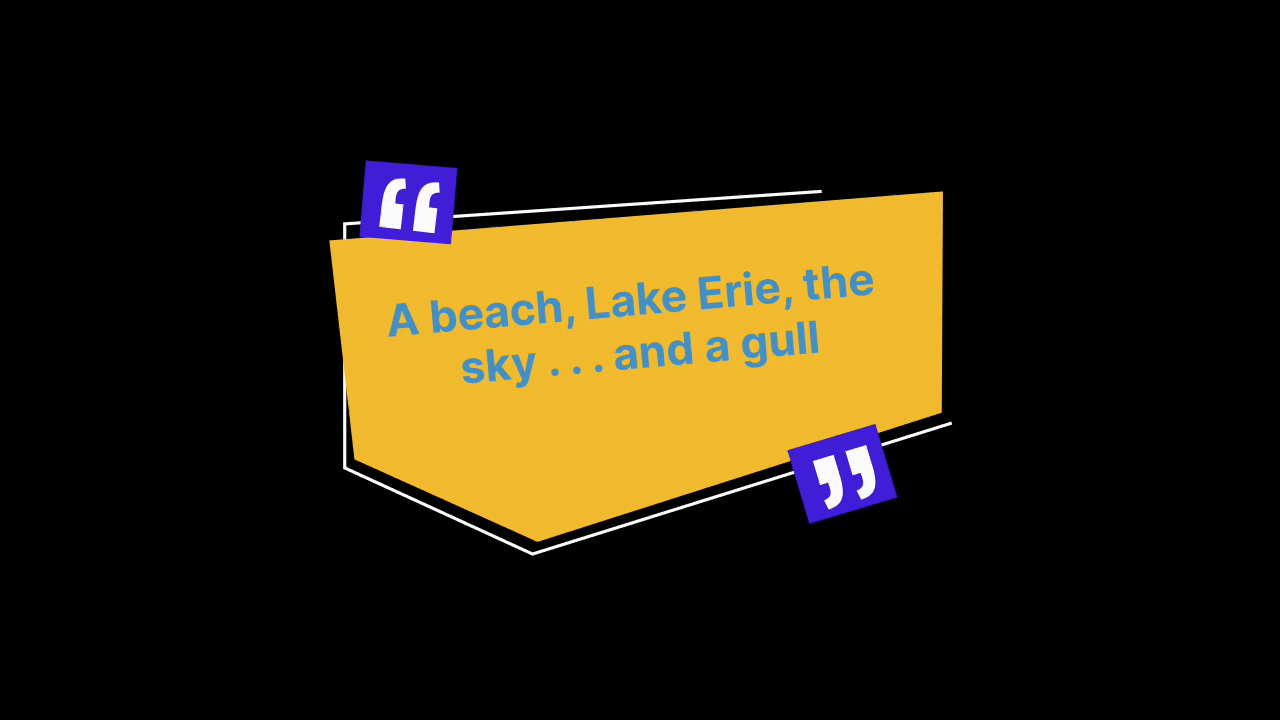 A beach, Lake Erie, the
sky . . . and a gull